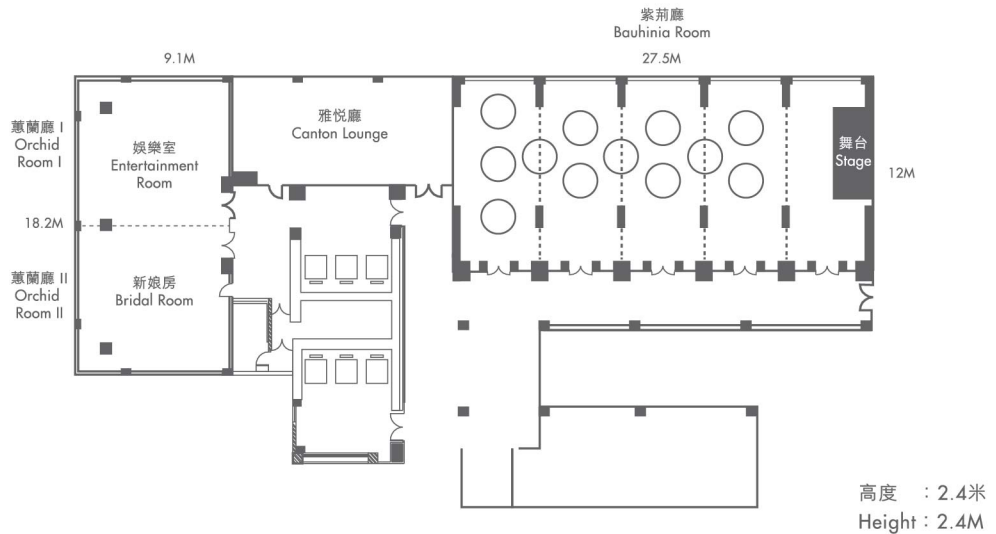 紫荊廳
Bauhinia Room
9.1M
27.5M
蕙蘭廳 I
Orchid
Room I
娛樂室
Entertainment
Room
雅悦廳
Canton Lounge
舞台
Stage
12M
18.2M
蕙蘭廳 II
Orchid
Room II
新娘房
Bridal Room
高度 ：2.4米
Height：2.4M